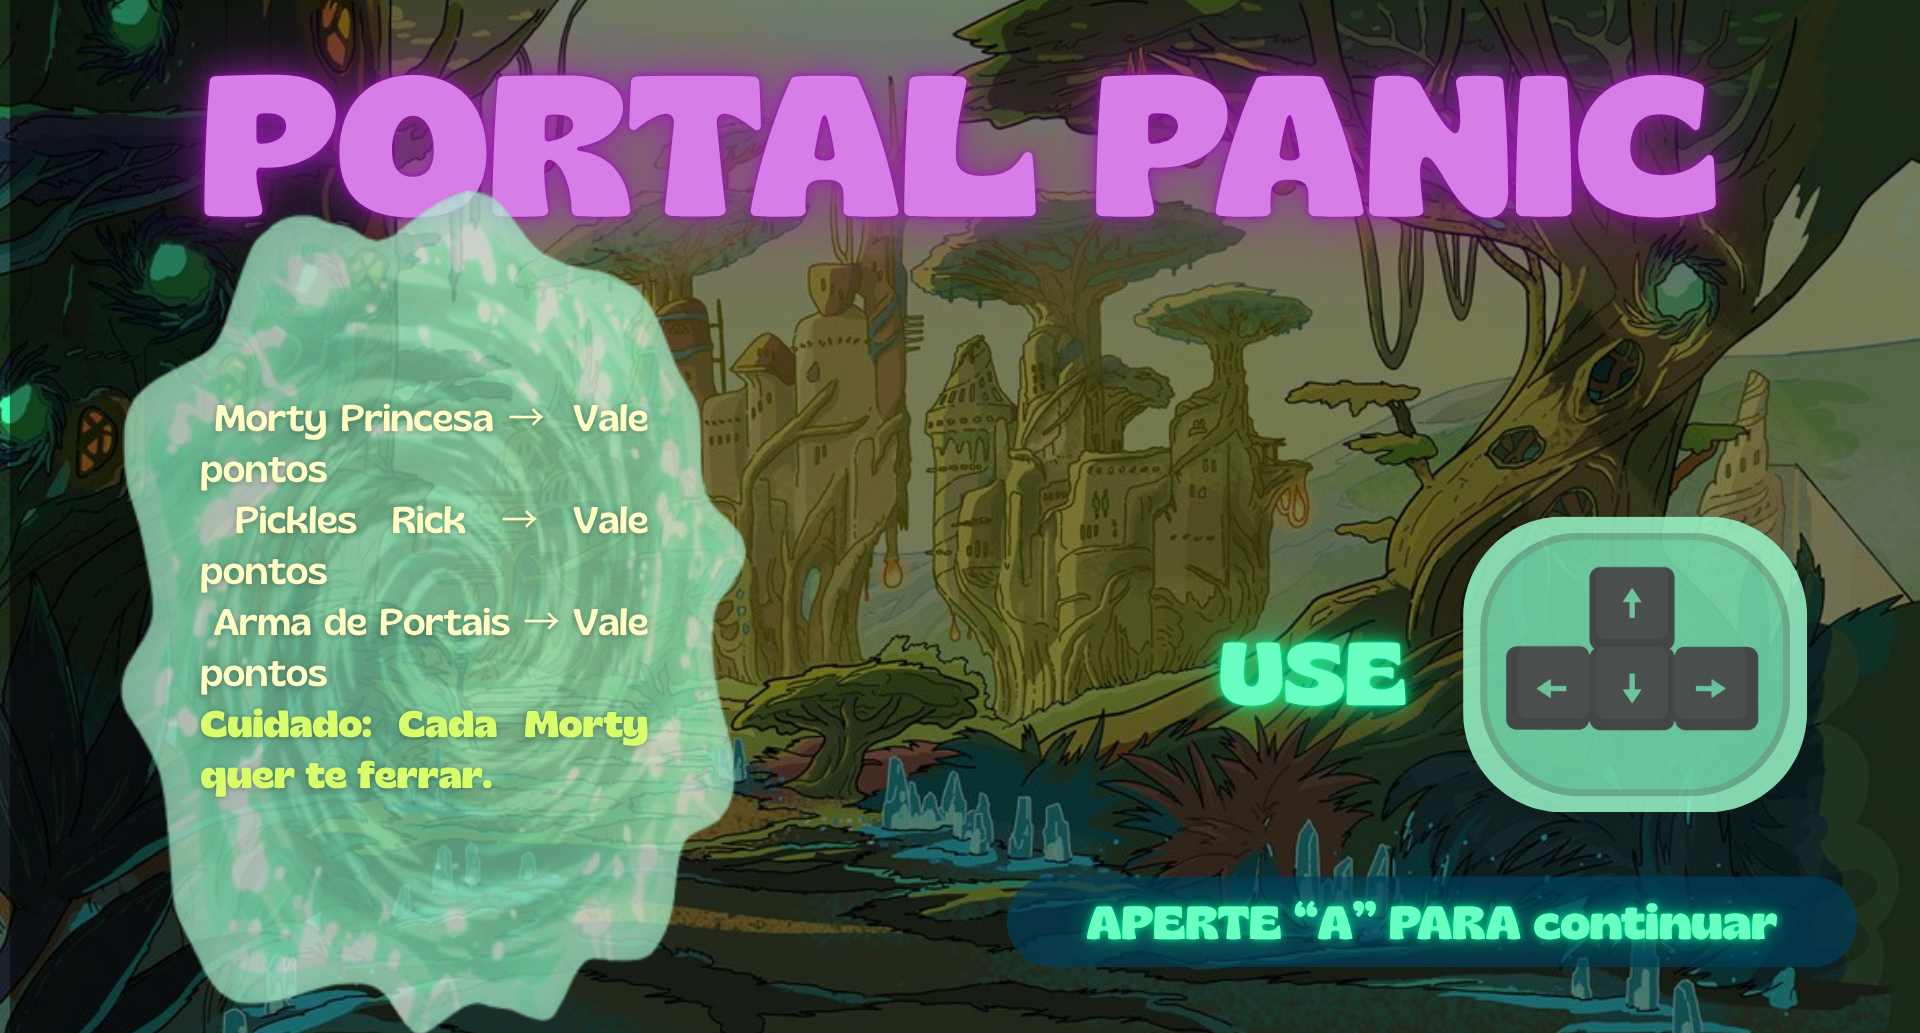 PORTAL PANIC
Morty Princesa → Vale
pontos
Pickles Rick → Vale
pontos
Arma de Portais → Vale
pontos
Cuidado: Cada Morty
quer te ferrar.
USE
↑
← ↓ →
APERTE “A” PARA continuar